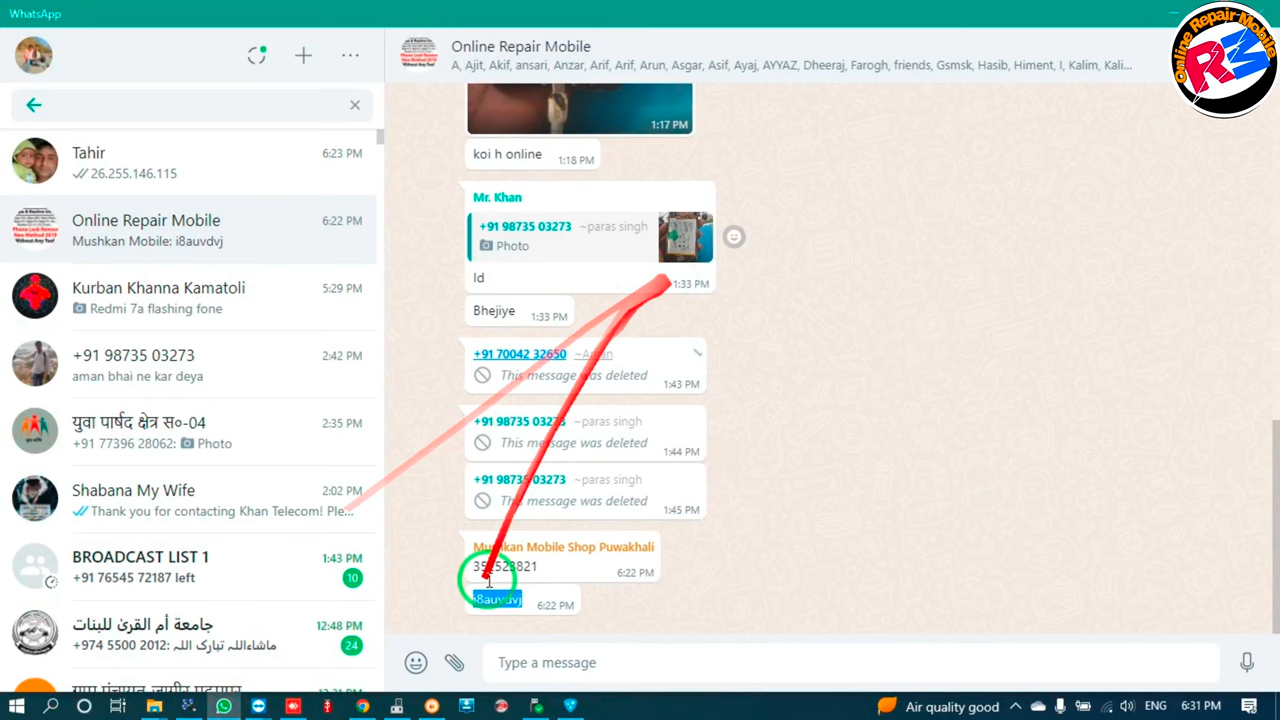 WhatsApp
Tahir
6:23 PM
26.255.146.115
Online Repair Mobile
6:22 PM
Mushkan Mobile: i8auvdvj
Kurban Khanna Kamatoli
5:29 PM
Redmi 7a flashing fone
+91 98735 03273
2:42 PM
aman bhai ne kar deya
युवा पार्षद क्षेत्र स०-04
2:35 PM
+91 77396 28062: Photo
Shabana My Wife
2:02 PM
Thank you for contacting Khan Telecom! Ple...
BROADCAST LIST 1
1:43 PM
+91 76545 72187 left
10
جامعة أم القرىٰ للبنات
12:48 PM
+974 5500 2012: ماشاءاللہ تبارک اللہ
24
Online Repair Mobile
A, Ajit, Akif, ansari, Anzar, Arif, Arif, Arun, Asgar, Asif, Ayaj, AYYAZ, Dheeraj, Farogh, friends, Gsmsk, Hasib, Himent, I, Kalim, Kali...
1:17 PM
koi h online
1:18 PM
Mr. Khan
+91 98735 03273 ~paras singh
Photo
Id
1:33 PM
Bhejiye
1:33 PM
+91 70042 32650 ~Aman
This message was deleted
1:43 PM
+91 98735 03273 ~paras singh
This message was deleted
1:44 PM
+91 98735 03273 ~paras singh
This message was deleted
1:45 PM
Mushkan Mobile Shop Puwakhali
6:22 PM
i8auvdvj
6:22 PM
Type a message
Online Repair Mobile
RM
Air quality good
ENG
6:31 PM